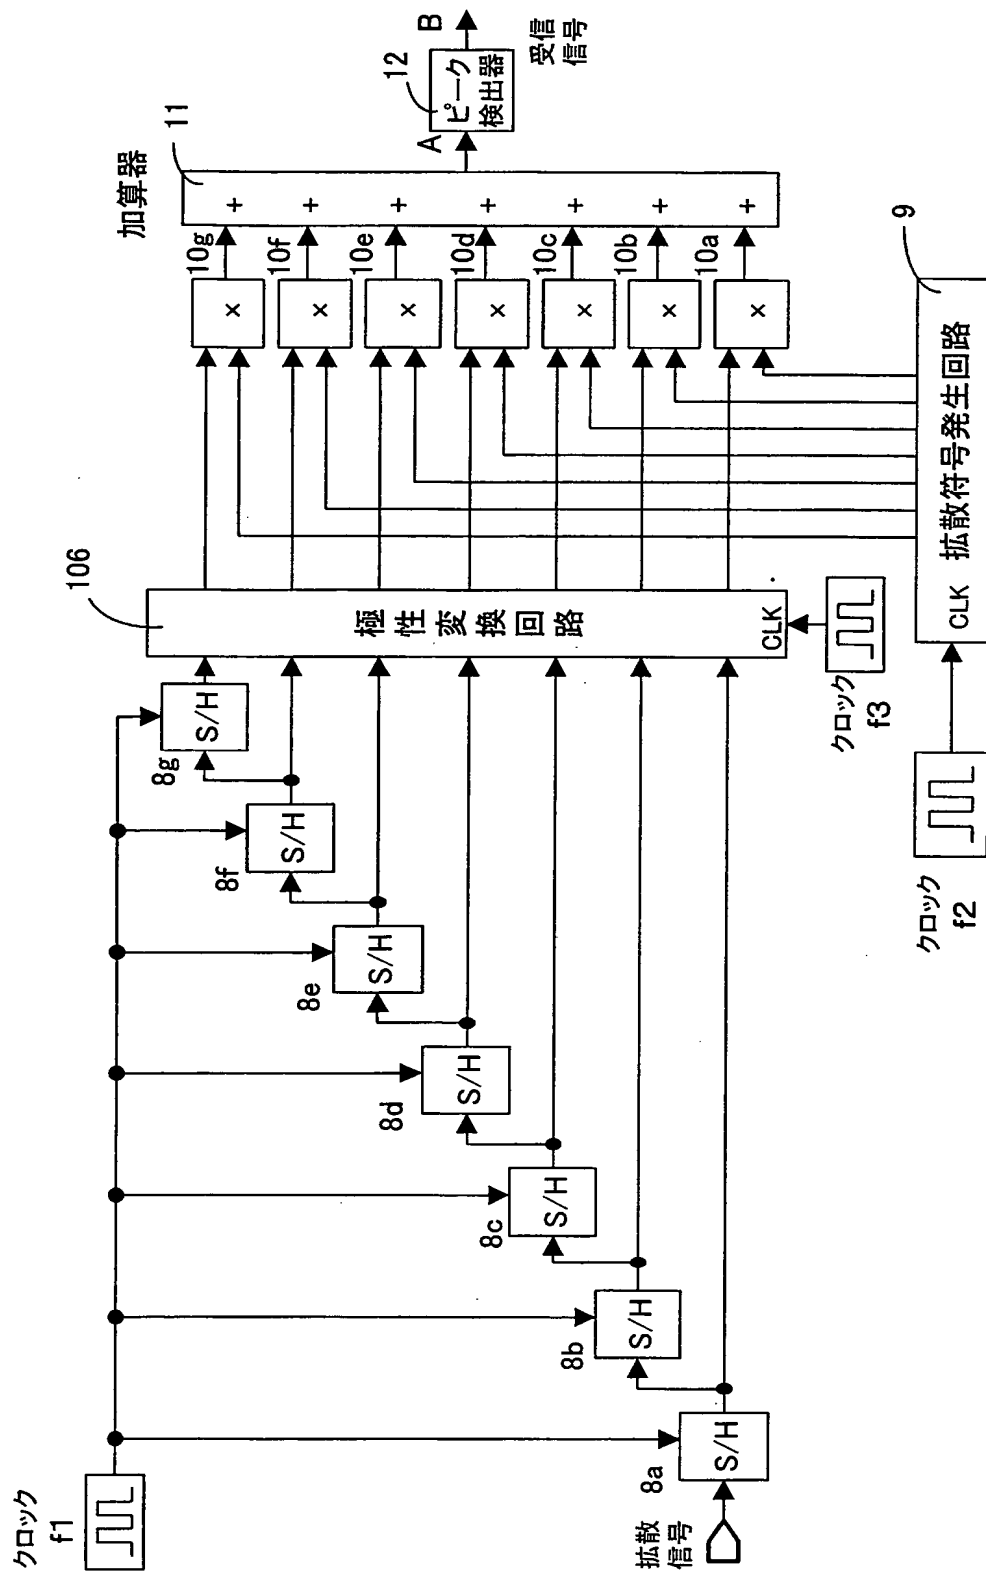 クロック
f1
拡散
信号
8a
S/H
8b
S/H
8c
S/H
8d
S/H
8e
S/H
8f
S/H
8g
S/H
106
極性変換回路
CLK
クロック
f3
クロック
f2
CLK 拡散符号発生回路
9
×
×
×
×
×
×
×
10g
10f
10e
10d
10c
10b
10a
加算器
11
+
+
+
+
+
+
+
A
12
ピーク
検出器
B
受信
信号